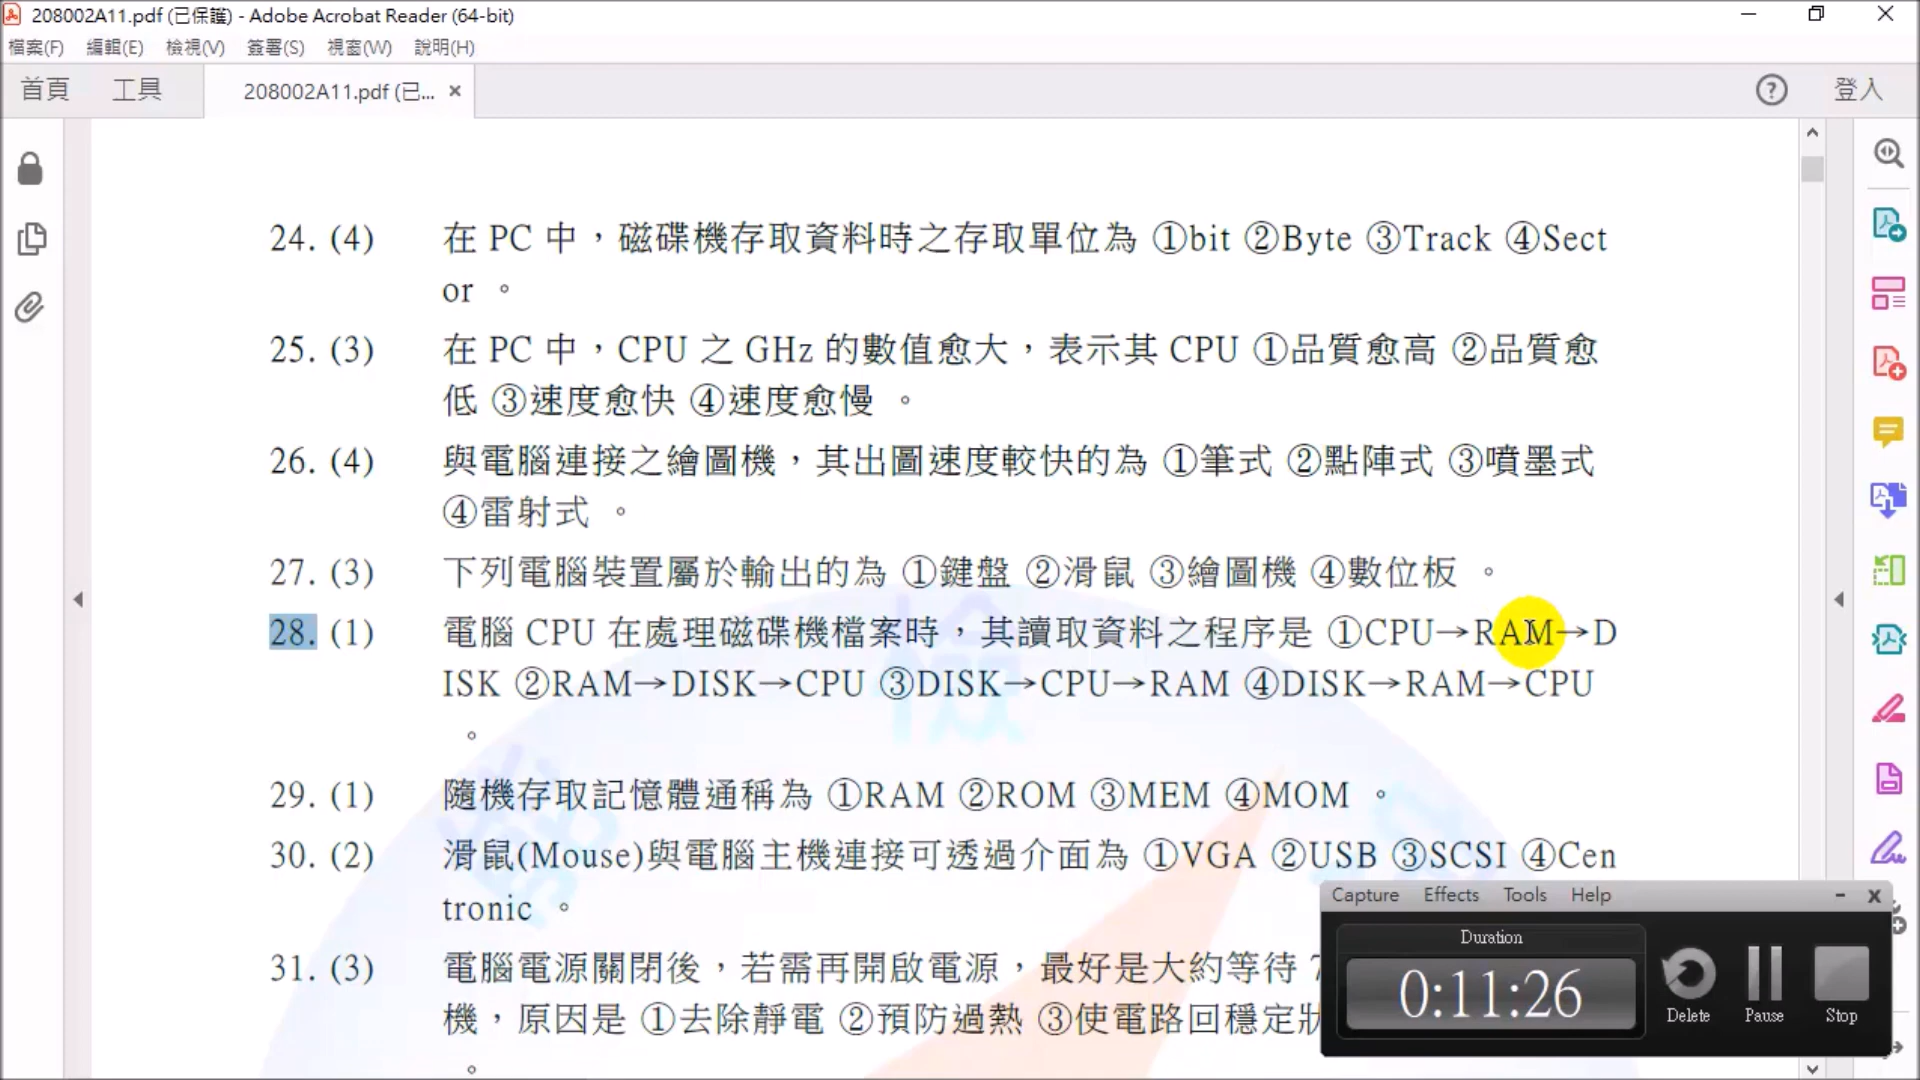 208002A11.pdf (已保護) - Adobe Acrobat Reader (64-bit)
檔案(F) 編輯(E) 檢視(V) 簽署(S) 視窗(W) 說明(H)
首頁 工具 208002A11.pdf (已... × 登入
24. (4) 在 PC 中，磁碟機存取資料時之存取單位為 ①bit ②Byte ③Track ④Sect
or 。
25. (3) 在 PC 中，CPU 之 GHz 的數值愈大，表示其 CPU ①品質愈高 ②品質愈
低 ③速度愈快 ④速度愈慢 。
26. (4) 與電腦連接之繪圖機，其出圖速度較快的為 ①筆式 ②點陣式 ③噴墨式
④雷射式 。
27. (3) 下列電腦裝置屬於輸出的為 ①鍵盤 ②滑鼠 ③繪圖機 ④數位板 。
28. (1) 電腦 CPU 在處理磁碟機檔案時，其讀取資料之程序是 ①CPU→RAM→D
ISK ②RAM→DISK→CPU ③DISK→CPU→RAM ④DISK→RAM→CPU
。
29. (1) 隨機存取記憶體通稱為 ①RAM ②ROM ③MEM ④MOM 。
30. (2) 滑鼠(Mouse)與電腦主機連接可透過介面為 ①VGA ②USB ③SCSI ④Cen
tronic 。
31. (3) 電腦電源關閉後，若需再開啟電源，最好是大約等待
機，原因是 ①去除靜電 ②預防過熱 ③使電路回穩定狀
。
Capture Effects Tools Help
Duration
0:11:26
Delete Pause Stop